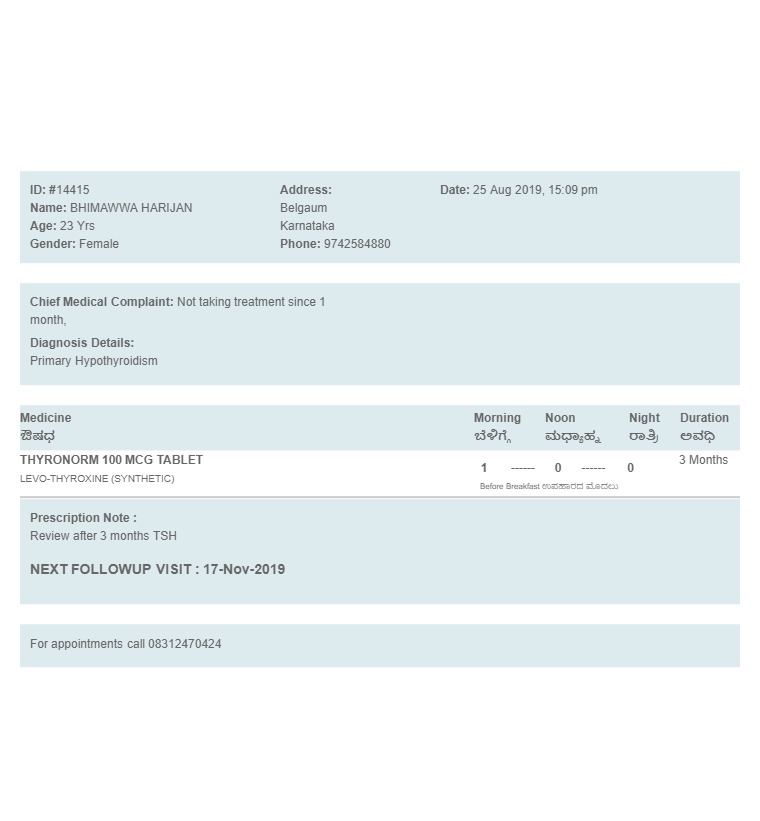 ID: #14415
Name: BHIMAWWA HARIJAN
Age: 23 Yrs
Gender: Female
Address:
Belgaum
Karnataka
Phone: 9742584880
Date: 25 Aug 2019, 15:09 pm
Chief Medical Complaint: Not taking treatment since 1
month,
Diagnosis Details:
Primary Hypothyroidism
Medicine Morning Noon Night Duration
ಔಷಧ ಬೆಳಿಗ್ಗೆ ಮಧ್ಯಾಹ್ನ ರಾತ್ರಿ ಅವಧಿ
THYRONORM 100 MCG TABLET 1 ------ 0 ------ 0 3 Months
LEVO-THYROXINE (SYNTHETIC) Before Breakfast ಉಪಹಾರದ ಮೊದಲು
Prescription Note :
Review after 3 months TSH
NEXT FOLLOWUP VISIT : 17-Nov-2019
For appointments call 08312470424